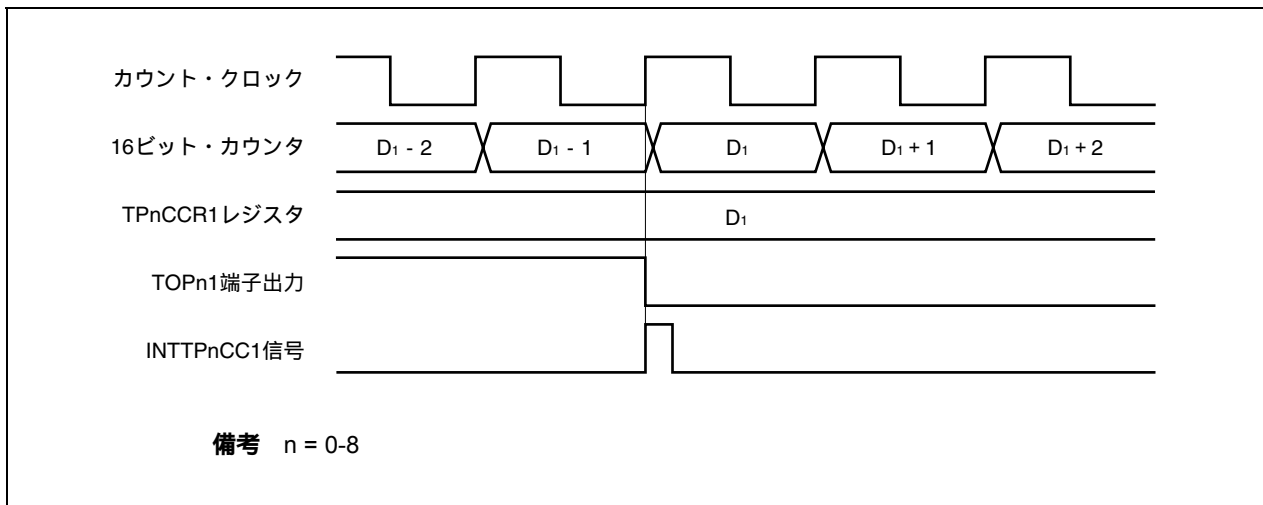 カウント・クロック
16ビット・カウンタ D₁ - 2 D₁ - 1 D₁ D₁ + 1 D₁ + 2
TPnCCR1レジスタ D₁
TOPn1端子出力
INTTPnCC1信号
備考 n = 0-8